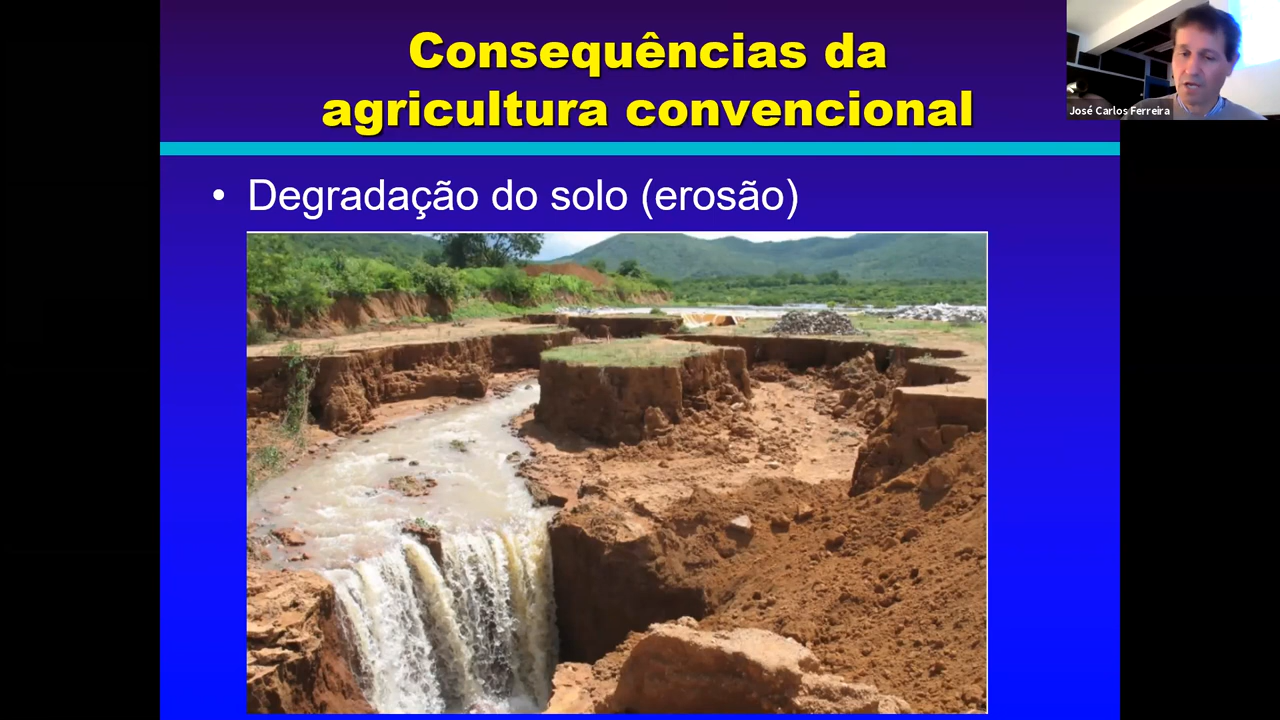 Consequências da
agricultura convencional
José Carlos Ferreira
• Degradação do solo (erosão)